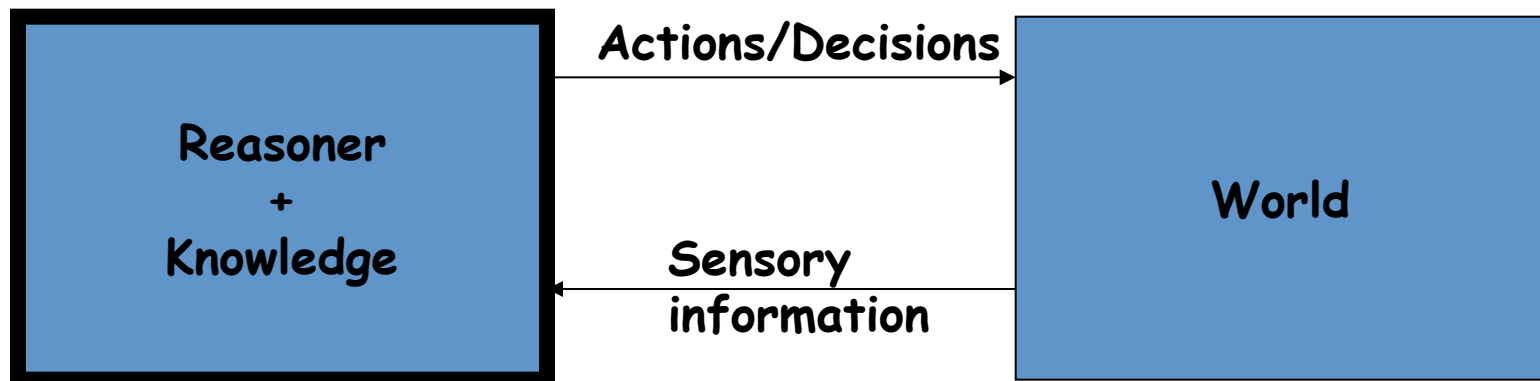 Actions/Decisions
Reasoner
+
Knowledge
World
Sensory
information